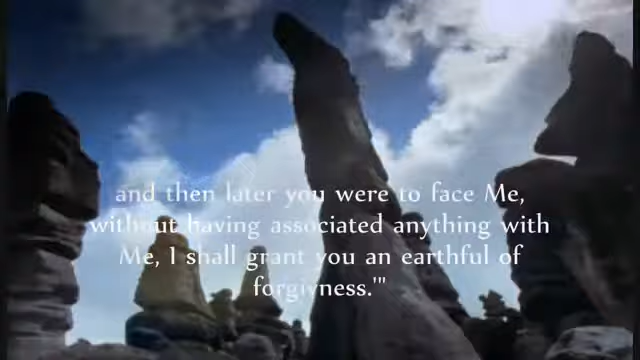 and then later you were to face Me,
without having associated anything with
Me, I shall grant you an earthful of
forgivness.'"